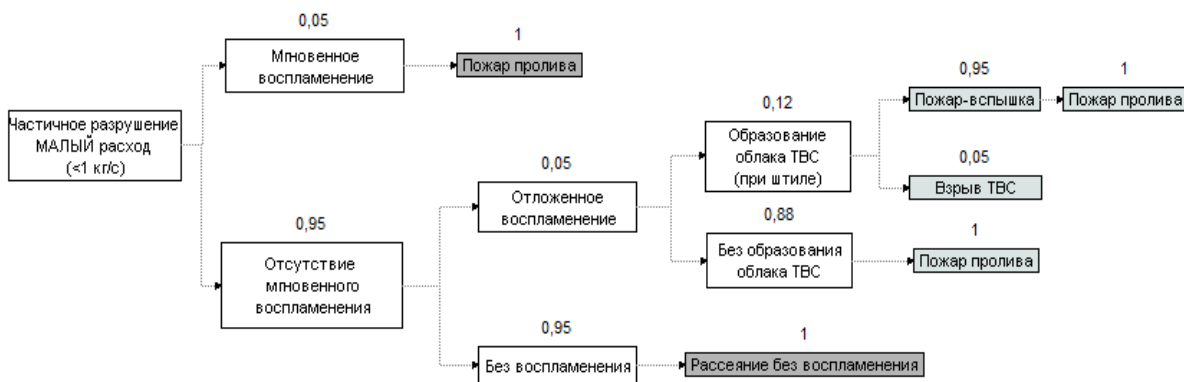 0,05
Мгновенное
воспламенение
1
Пожар пролива
Частичное разрушение
МАЛЫЙ расход
(<1 кг/с)
0,95
Отсутствие
мгновенного
воспламенения
0,05
Отложенное
воспламенение
0,12
Образование
облака ТВС
(при штиле)
0,95
Пожар-вспышка
1
Пожар пролива
0,05
Взрыв ТВС
0,88
Без образования
облака ТВС
1
Пожар пролива
0,95
Без воспламенения
1
Рассеяние без воспламенения